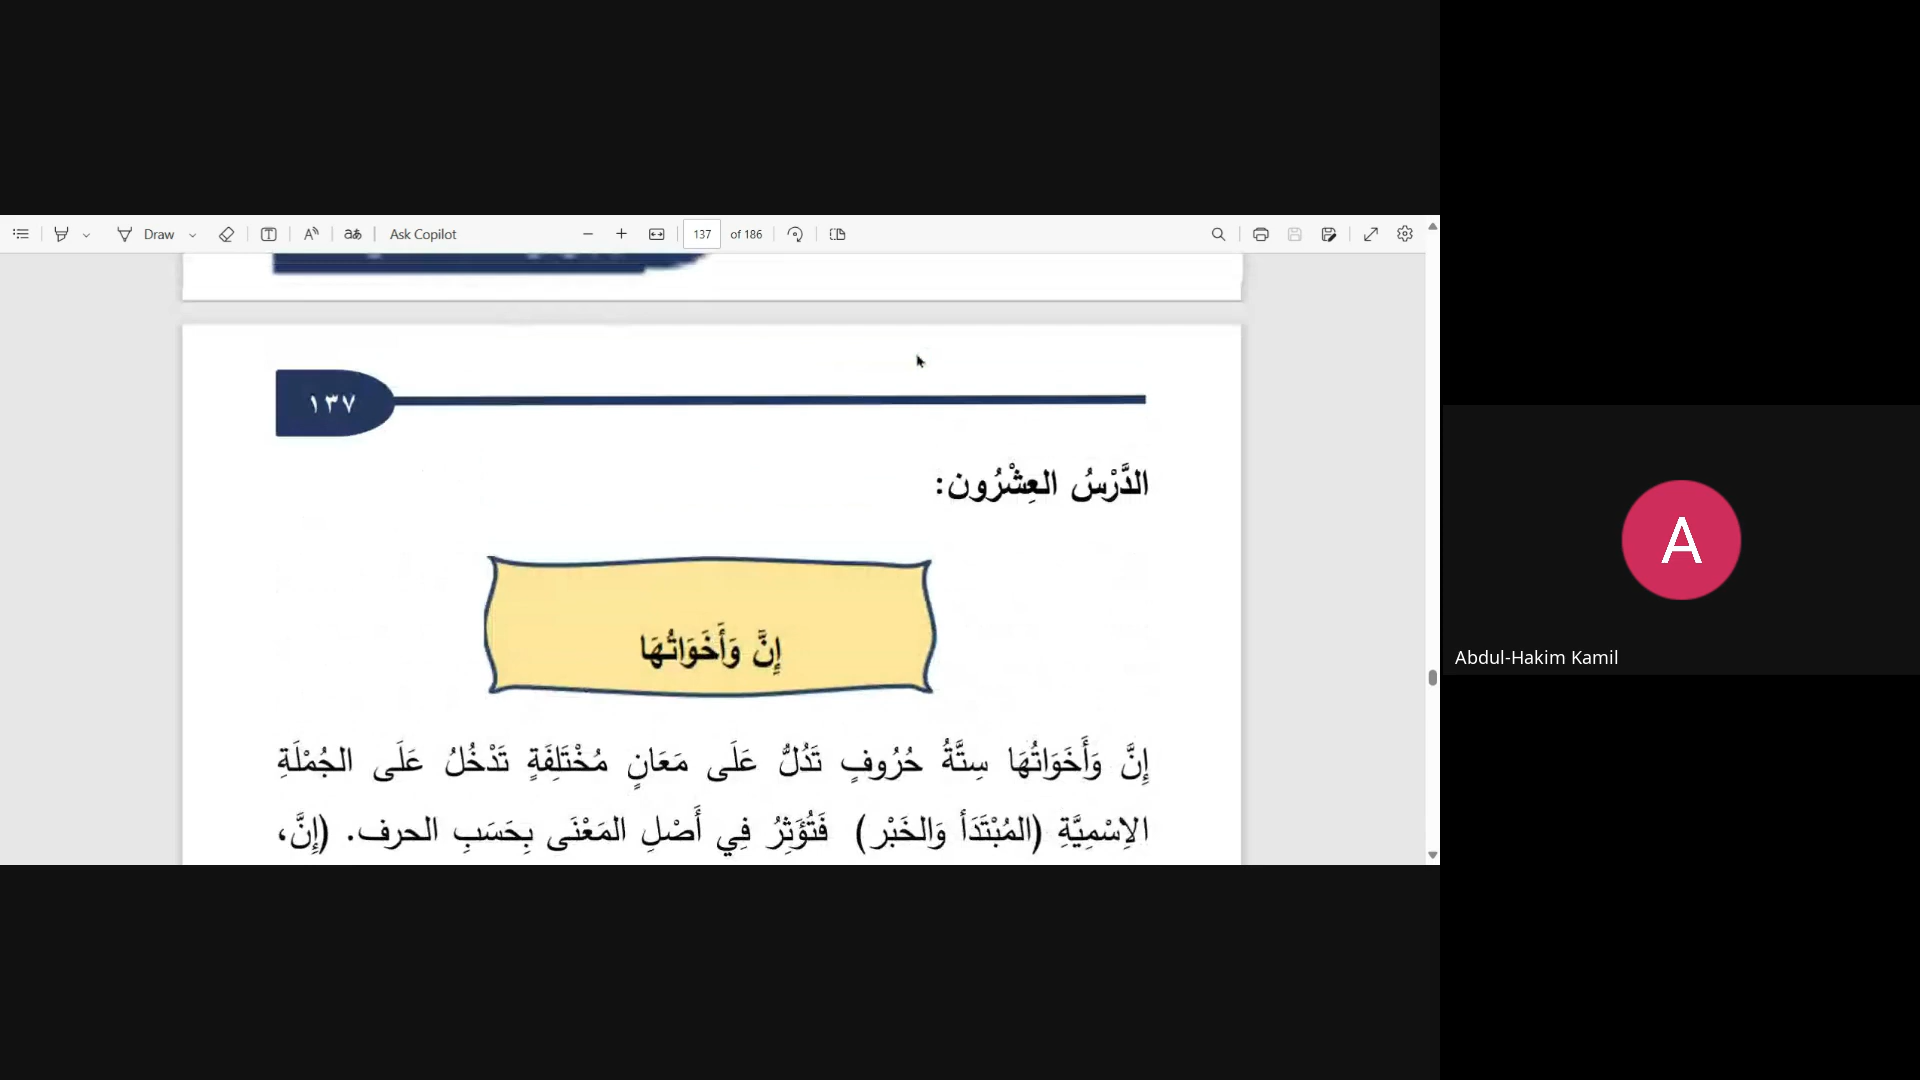 Draw
Ask Copilot
137 of 186
١٣٧
الدَّرْسُ العِشْرُون:
إِنَّ وَأَخَوَاتُهَا
إِنَّ وَأَخَوَاتُهَا سِتَّةُ حُرُوفٍ تَدُلُّ عَلَى مَعَانٍ مُخْتَلِفَةٍ تَدْخُلُ عَلَى الجُمْلَةِ
الاِسْمِيَّةِ (المُبْتَدَأ وَالخَبْر) فَتُؤَثِرُ فِي أَصْلِ المَعْنَى بِحَسَبِ الحرف. (إِنَّ،
A
Abdul-Hakim Kamil